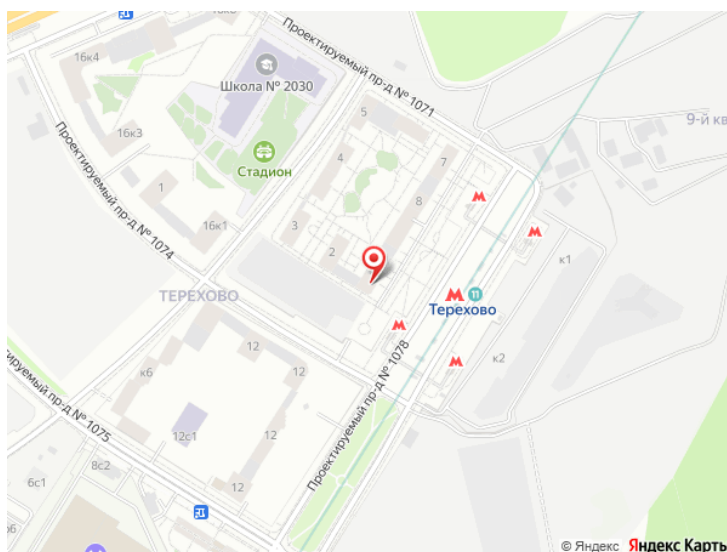 16к4
Школа № 2030
Проектируемый пр-д № 1071
9-й кв
16к3
5
Стадион
4
7
Проектируемый пр-д № 1074
1
8
М
3
16к1
2
М
к1
ТЕРЕХОВО
М
11
Терехово
М
12
М
к2
к6
12
Проектируемый пр-д № 1078
Проектируемый пр-д № 1075
12с1
12
8с2
6с1
12
© Яндекс
Яндекс Карты